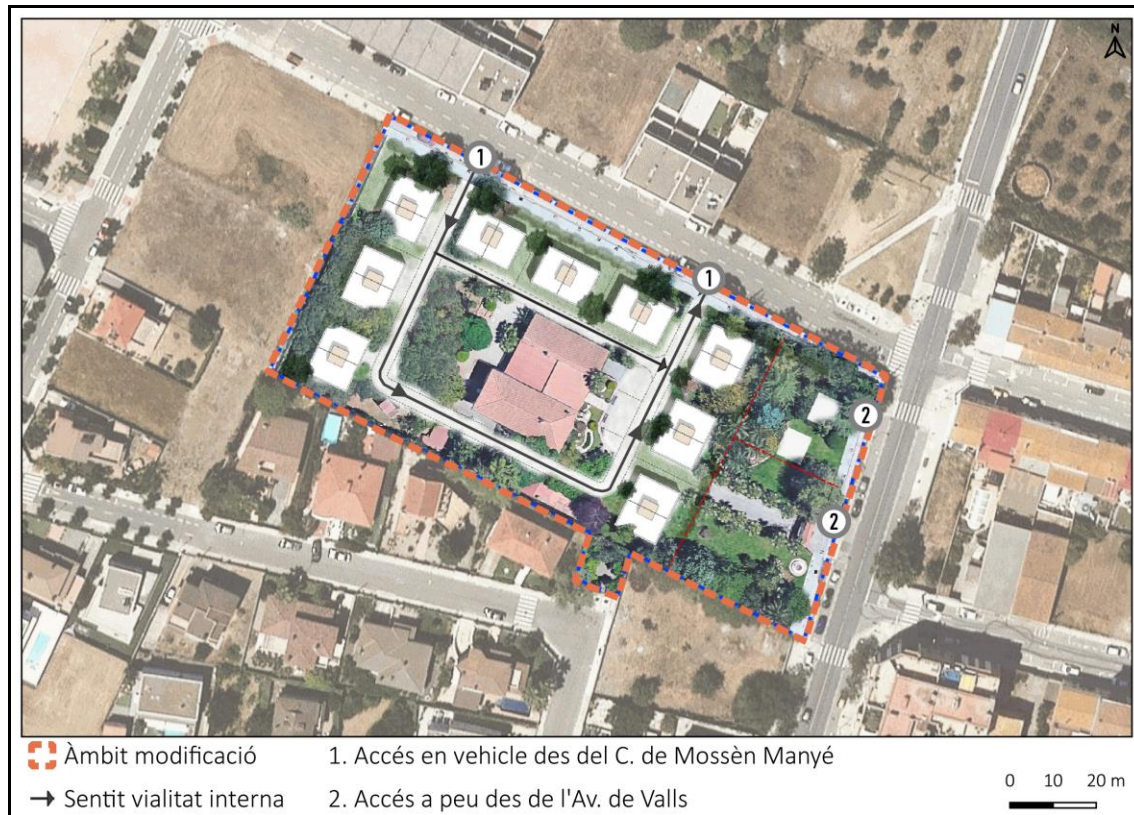 N
1
1
2
2
Àmbit modificació
1. Accés en vehicle des del C. de Mossèn Manyé
Sentit vialitat interna
2. Accés a peu des de l'Av. de Valls
0 10 20 m